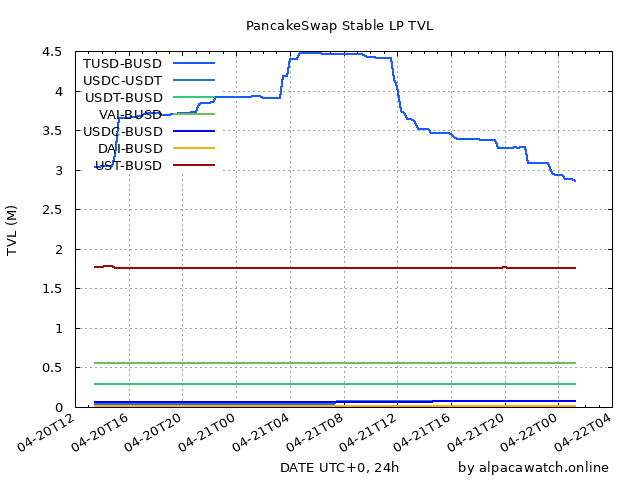 PancakeSwap Stable LP TVL
TVL (M)
4.5
4
3.5
3
2.5
2
1.5
1
0.5
0
TUSD-BUSD
USDC-USDT
USDT-BUSD
VAI-BUSD
USDC-BUSD
DAI-BUSD
UST-BUSD
04-20T12
04-20T16
04-20T20
04-21T00
04-21T04
04-21T08
04-21T12
04-21T16
04-21T20
04-22T00
04-22T04
DATE UTC+0, 24h
by alpacawatch.online